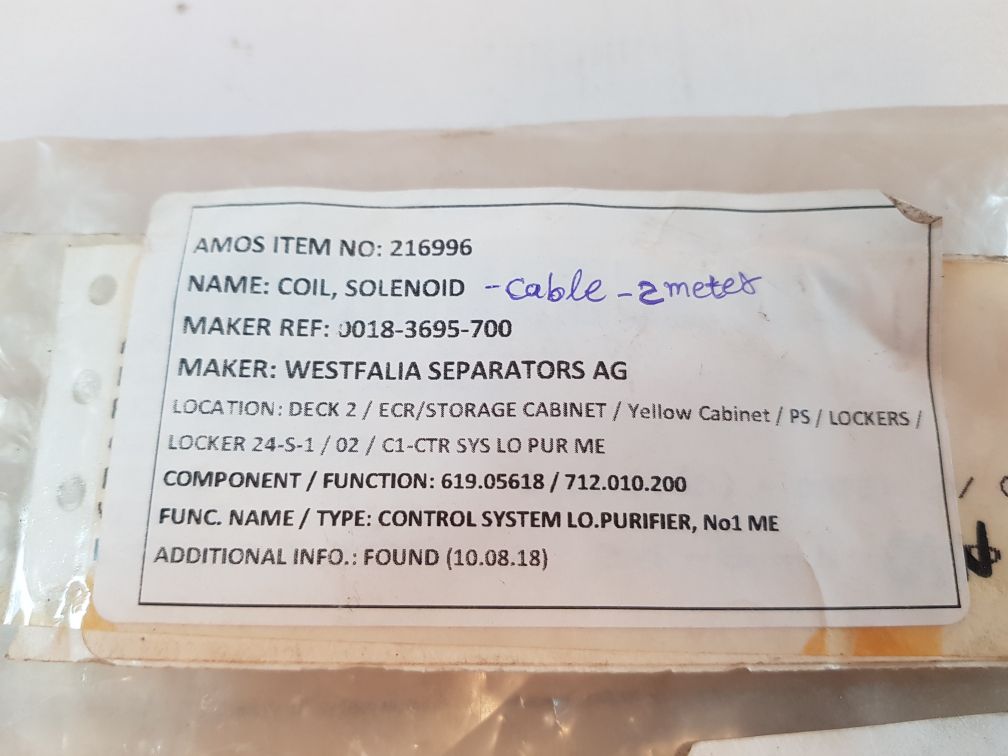 AMOS ITEM NO: 216996
NAME: COIL, SOLENOID - Cable - 2 meter
MAKER REF: 0018-3695-700
MAKER: WESTFALIA SEPARATORS AG
LOCATION: DECK 2 / ECR/STORAGE CABINET / Yellow Cabinet / PS / LOCKERS /
LOCKER 24-S-1 / 02 / C1-CTR SYS LO PUR ME
COMPONENT / FUNCTION: 619.05618 / 712.010.200
FUNC. NAME / TYPE: CONTROL SYSTEM LO.PURIFIER, No1 ME
ADDITIONAL INFO.: FOUND (10.08.18)